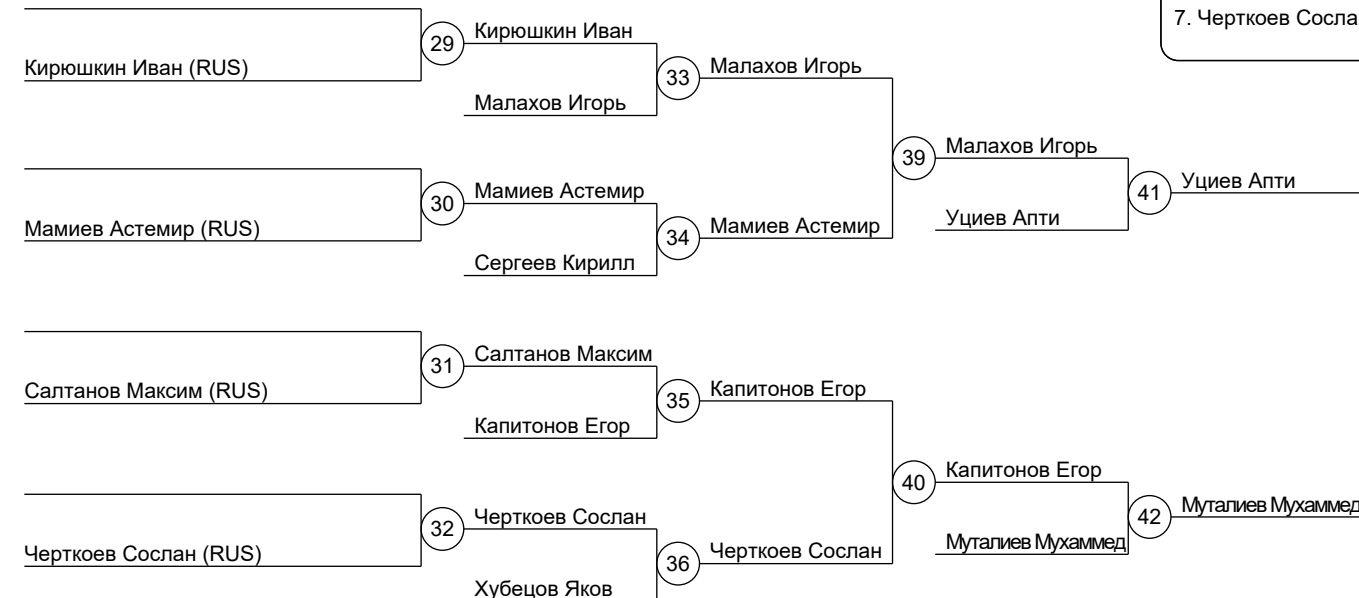 7. Черткоев Сосла
29
Кирюшкин Иван
Кирюшкин Иван (RUS)
33
Малахов Игорь
Малахов Игорь
39
Малахов Игорь
30
Мамиев Астемир
41
Уциев Апти
Мамиев Астемир (RUS)
34
Мамиев Астемир
Уциев Апти
Сергеев Кирилл
31
Салтанов Максим
Салтанов Максим (RUS)
35
Капитонов Егор
Капитонов Егор
40
Капитонов Егор
32
Черткоев Сослан
42
Муталиев Мухаммед
Черткоев Сослан (RUS)
36
Черткоев Сослан
Муталиев Мухаммед
Хубецов Яков